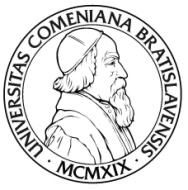 UNIVERSITAS COMENIANA BRATISLAVENSIS
· MCMXIX ·